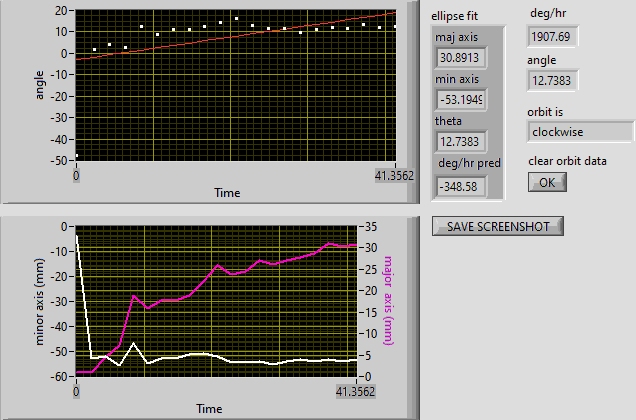 20
10
0
-10
-20
-30
-40
-50
angle
0
41.3562
Time
ellipse fit
maj axis
30.8913
min axis
-53.1949
theta
12.7383
deg/hr pred
-348.58
deg/hr
1907.69
angle
12.7383
orbit is
clockwise
clear orbit data
OK
SAVE SCREENSHOT
0
-10
-20
-30
-40
-50
-60
minor axis (mm)
35
30
25
20
15
10
5
0
major axis (mm)
0
41.3562
Time